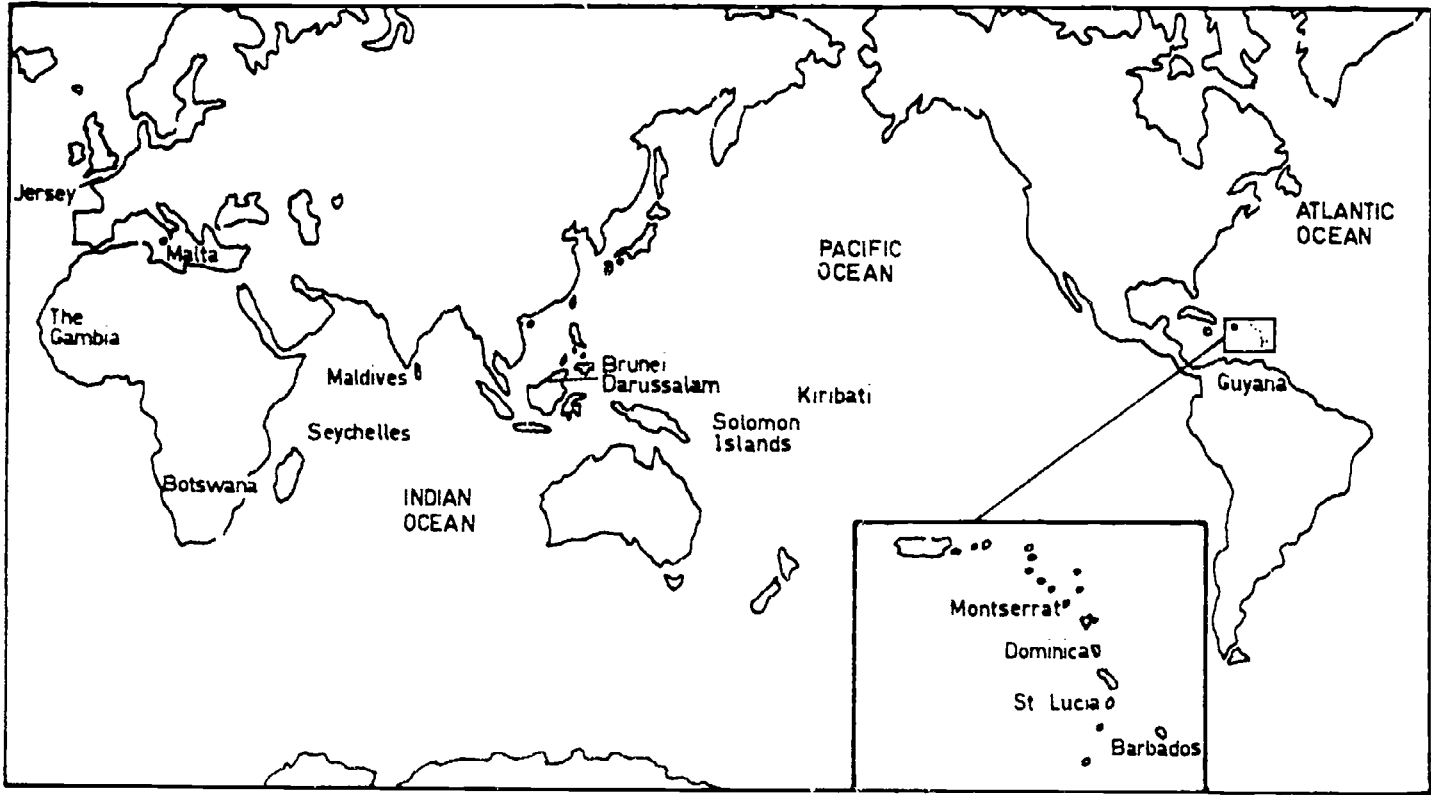 Jersey
Malta
ATLANTIC
OCEAN
PACIFIC
OCEAN
The
Gambia
Maldives
Brunei
Darussalam
Kiribati
Guyana
Seychelles
Solomon
Islands
Botswana
INDIAN
OCEAN
Montserrat
Dominica
St Lucia
Barbados